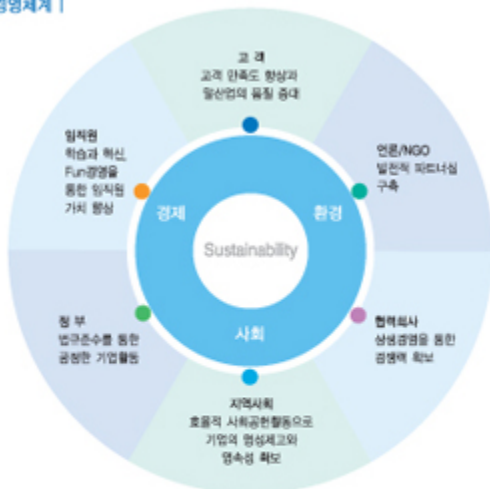 경영체계 |
고 객
고객 만족도 향상과
말산업의 품질 증대
언론/NGO
발전적 파트너십
구축
협력회사
상생경영을 통한
경쟁력 확보
지역사회
효율적 사회공헌활동으로
기업의 명성제고와
영속성 확보
정 부
법규준수를 통한
공정한 기업활동
임직원
학습과 혁신,
Fun경영을
통한 임직원
가치 향상
경제
환경
사회
Sustainability